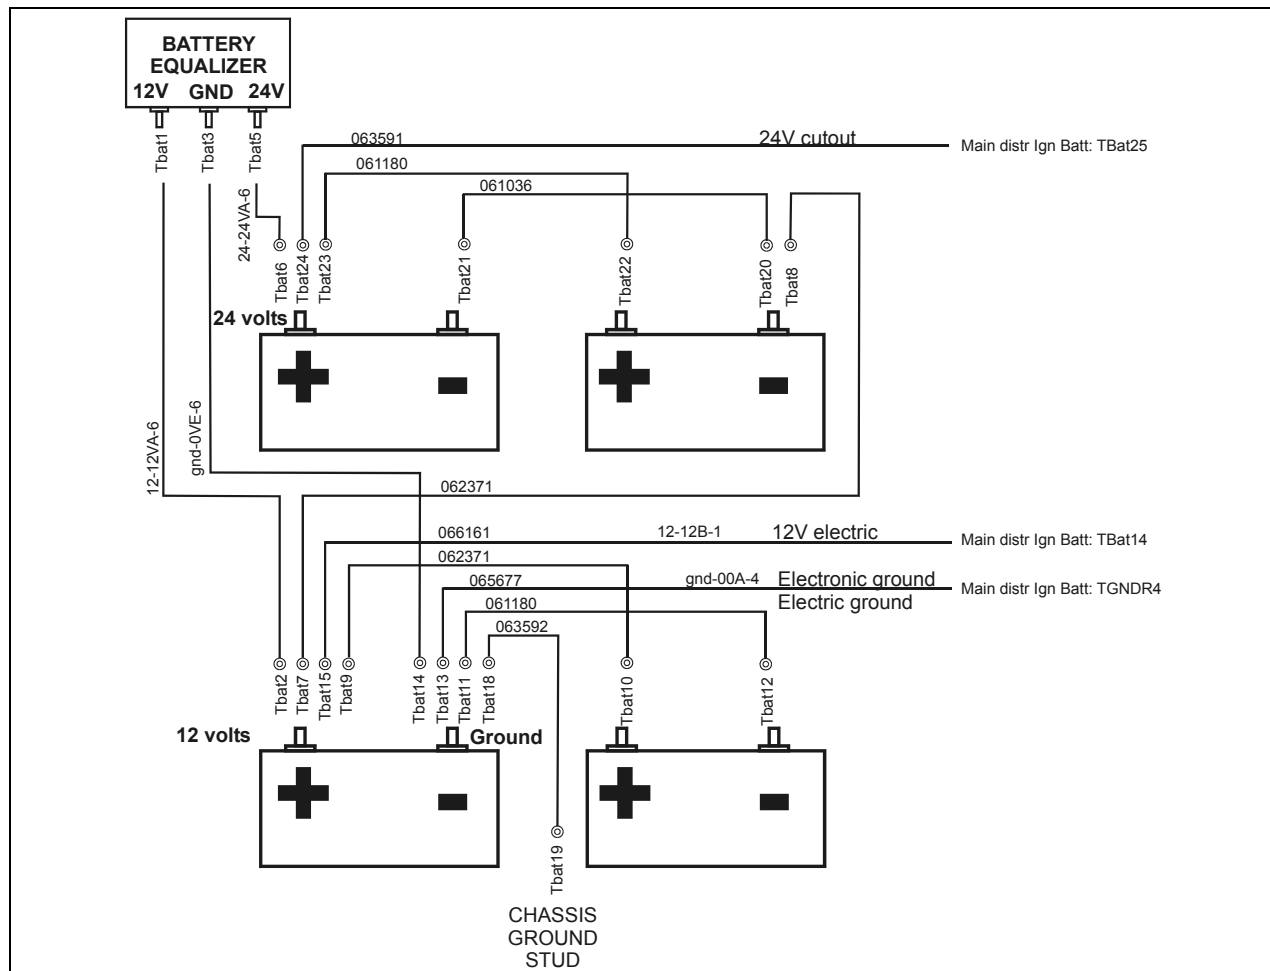 BATTERY
EQUALIZER
12V GND 24V
Tbat1
Tbat3
Tbat5
063591
24V cutout
Main distr Ign Batt: TBat25
061180
061036
24-24VA-6
Tbat6
Tbat24
Tbat23
Tbat21
Tbat22
Tbat20
Tbat8
24 volts
12-12VA-6
gnd-0VE-6
062371
066161
12-12B-1
12V electric
Main distr Ign Batt: TBat14
062371
065677
gnd-00A-4
Electronic ground
Main distr Ign Batt: TGNDR4
Electric ground
061180
063592
Tbat2
Tbat7
Tbat15
Tbat9
Tbat14
Tbat13
Tbat11
Tbat18
Tbat10
Tbat12
12 volts
Ground
Tbat19
CHASSIS
GROUND
STUD